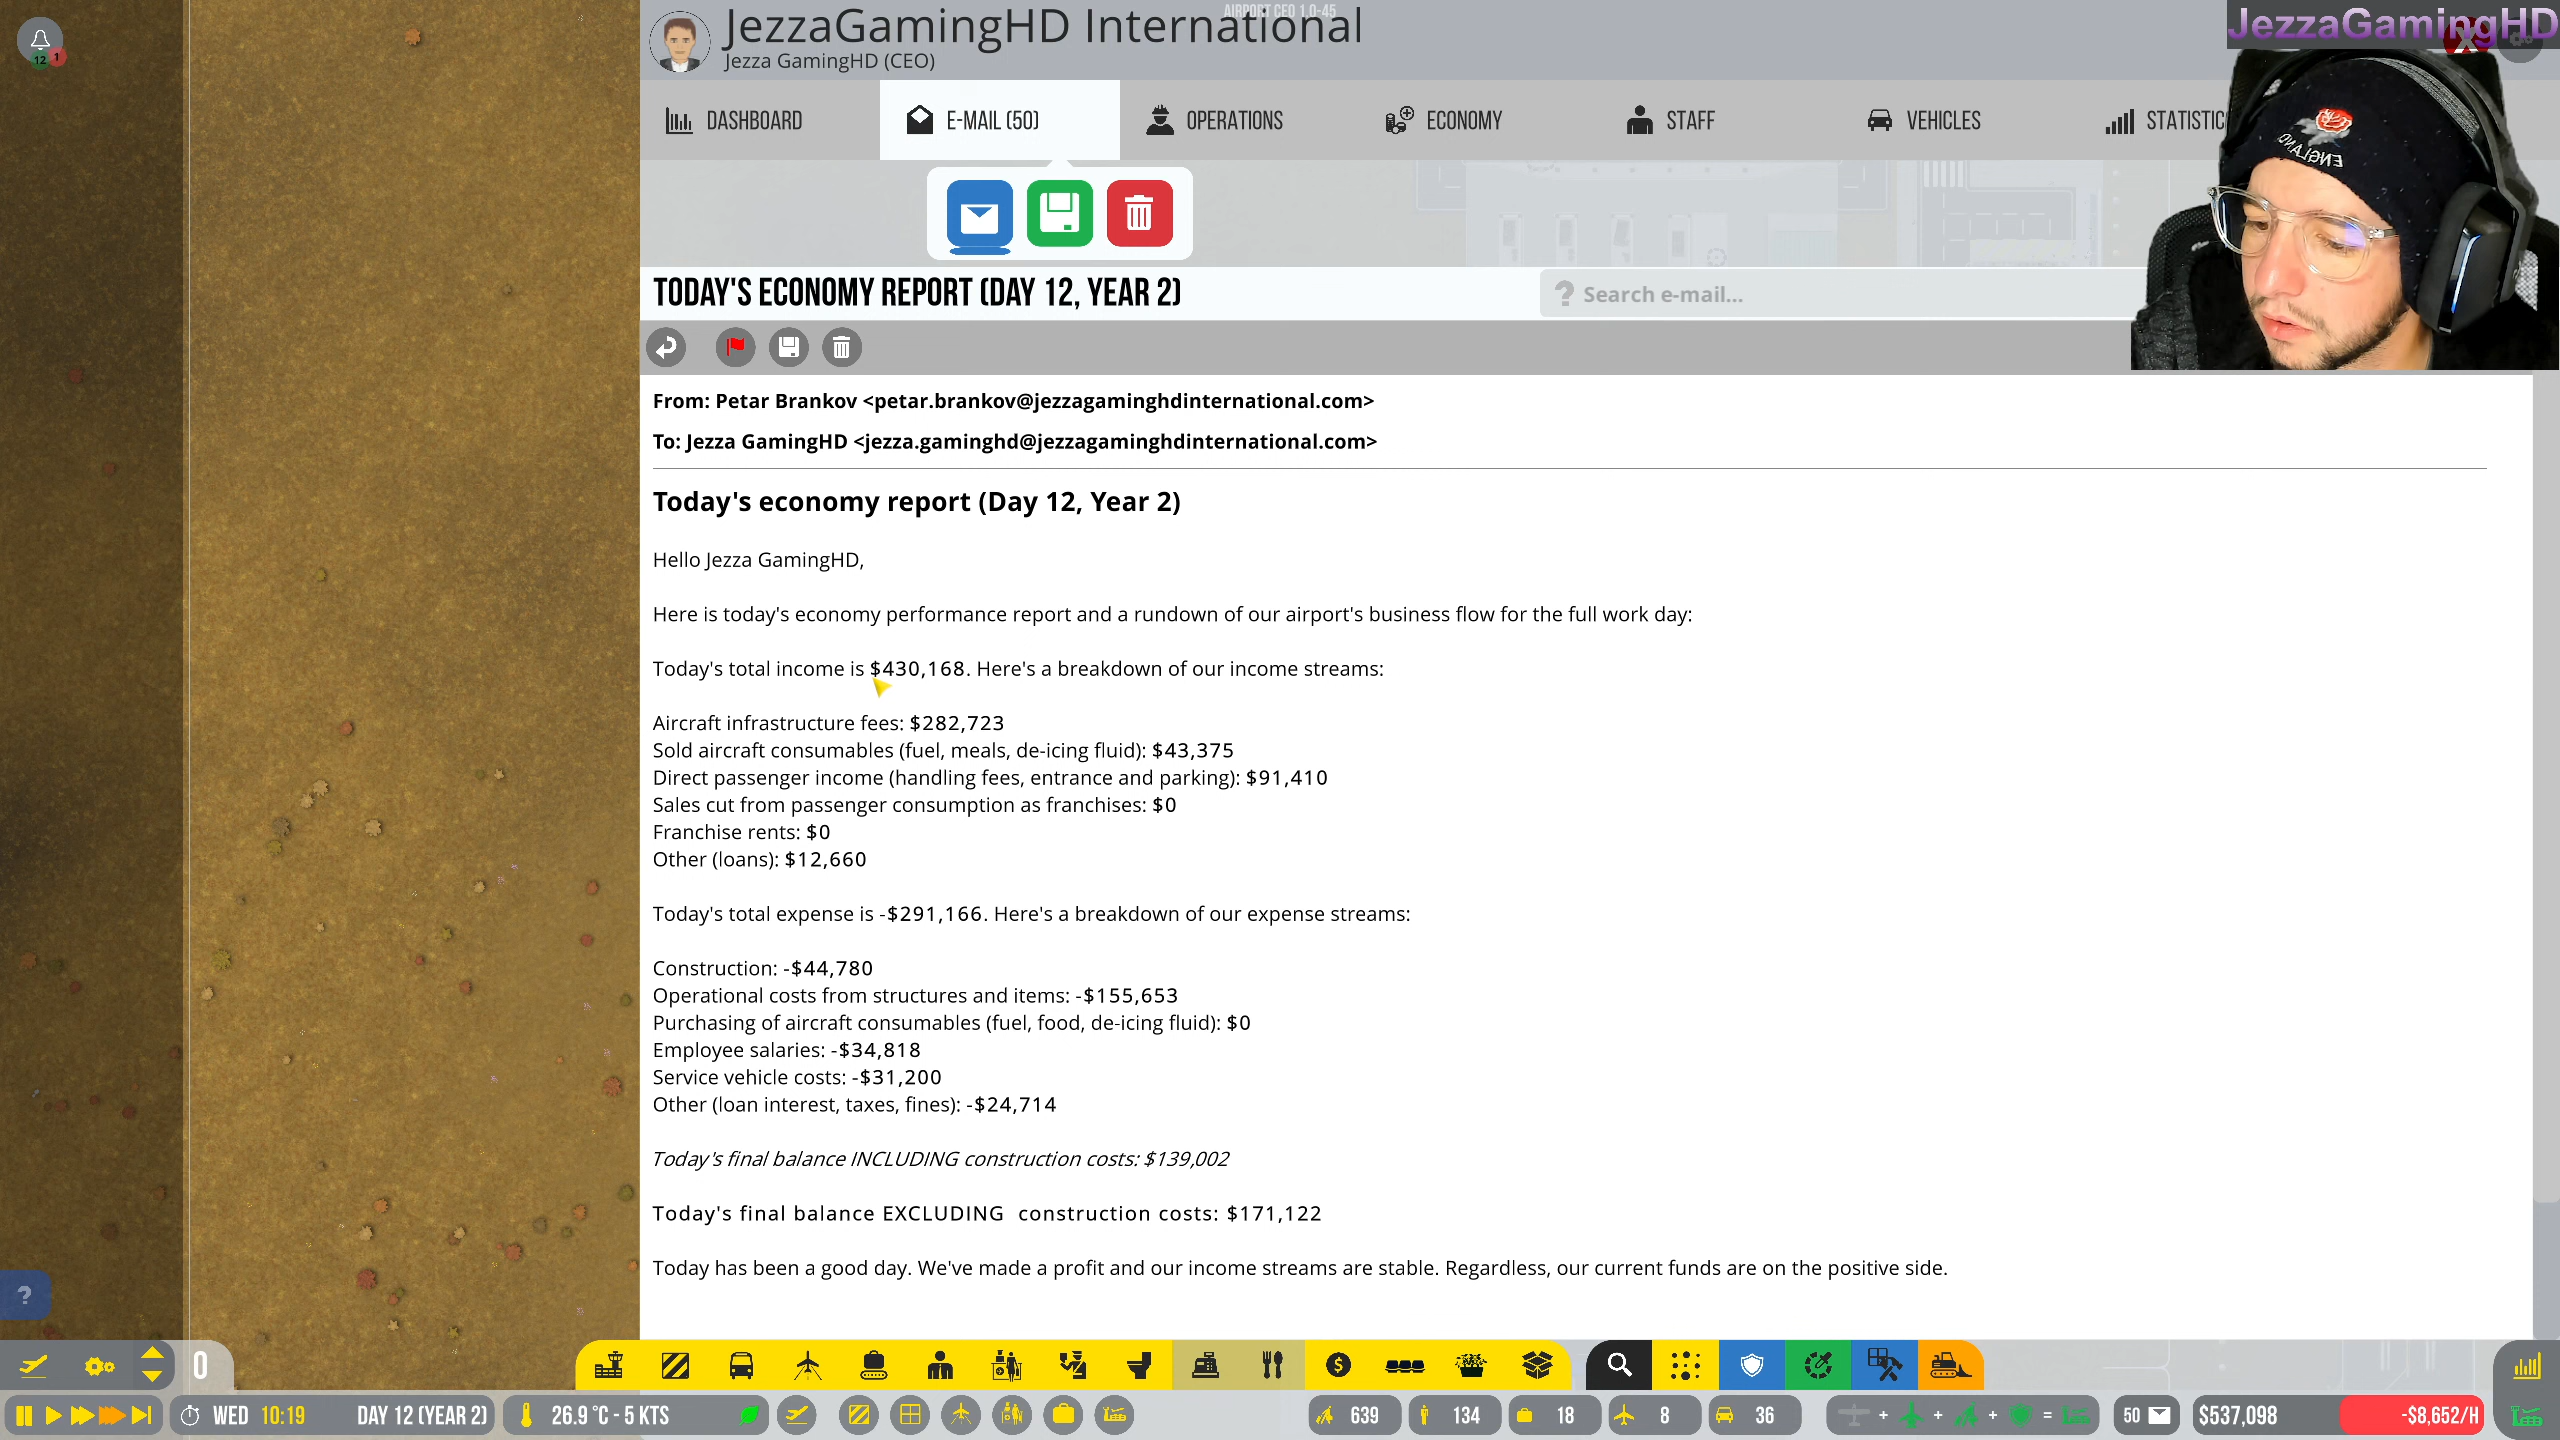 AIRPORT CEO 1.0-45
JezzaGamingHD International
Jezza GamingHD (CEO)
JezzaGamingHD
12
1
DASHBOARD
E-MAIL (50)
OPERATIONS
ECONOMY
STAFF
VEHICLES
STATISTIC
ENGLAND
TODAY'S ECONOMY REPORT (DAY 12, YEAR 2)
? Search e-mail...
From: Petar Brankov <petar.brankov@jezzagaminghdinternational.com>
To: Jezza GamingHD <jezza.gaminghd@jezzagaminghdinternational.com>
Today's economy report (Day 12, Year 2)
Hello Jezza GamingHD,
Here is today's economy performance report and a rundown of our airport's business flow for the full work day:
Today's total income is $430,168. Here's a breakdown of our income streams:
Aircraft infrastructure fees: $282,723
Sold aircraft consumables (fuel, meals, de-icing fluid): $43,375
Direct passenger income (handling fees, entrance and parking): $91,410
Sales cut from passenger consumption as franchises: $0
Franchise rents: $0
Other (loans): $12,660
Today's total expense is -$291,166. Here's a breakdown of our expense streams:
Construction: -$44,780
Operational costs from structures and items: -$155,653
Purchasing of aircraft consumables (fuel, food, de-icing fluid): $0
Employee salaries: -$34,818
Service vehicle costs: -$31,200
Other (loan interest, taxes, fines): -$24,714
Today's final balance INCLUDING construction costs: $139,002
Today's final balance EXCLUDING  construction costs: $171,122
Today has been a good day. We've made a profit and our income streams are stable. Regardless, our current funds are on the positive side.
?
0
WED 10:19 DAY 12 (YEAR 2) 26.9 °C - 5 KTS 639 134 18 8 36 + + + = 50 $537,098 -$8,652/H